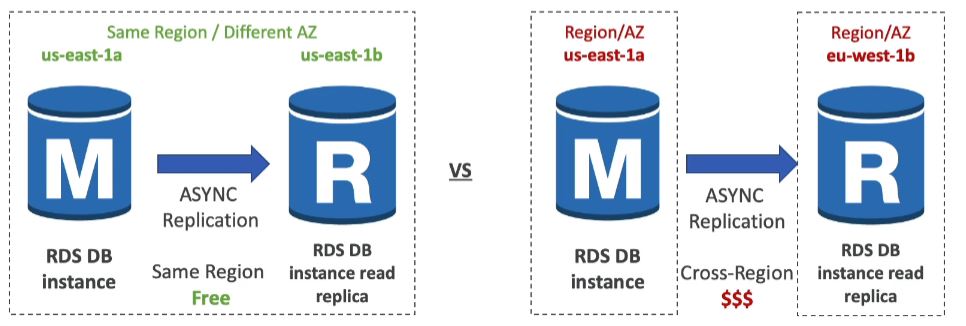 Same Region / Different AZ
us-east-1a
us-east-1b
M
ASYNC
Replication
R
RDS DB
instance
Same Region
Free
RDS DB
instance read
replica
VS
Region/AZ
us-east-1a
Region/AZ
eu-west-1b
M
ASYNC
Replication
R
RDS DB
instance
Cross-Region
$$$
RDS DB
instance read
replica